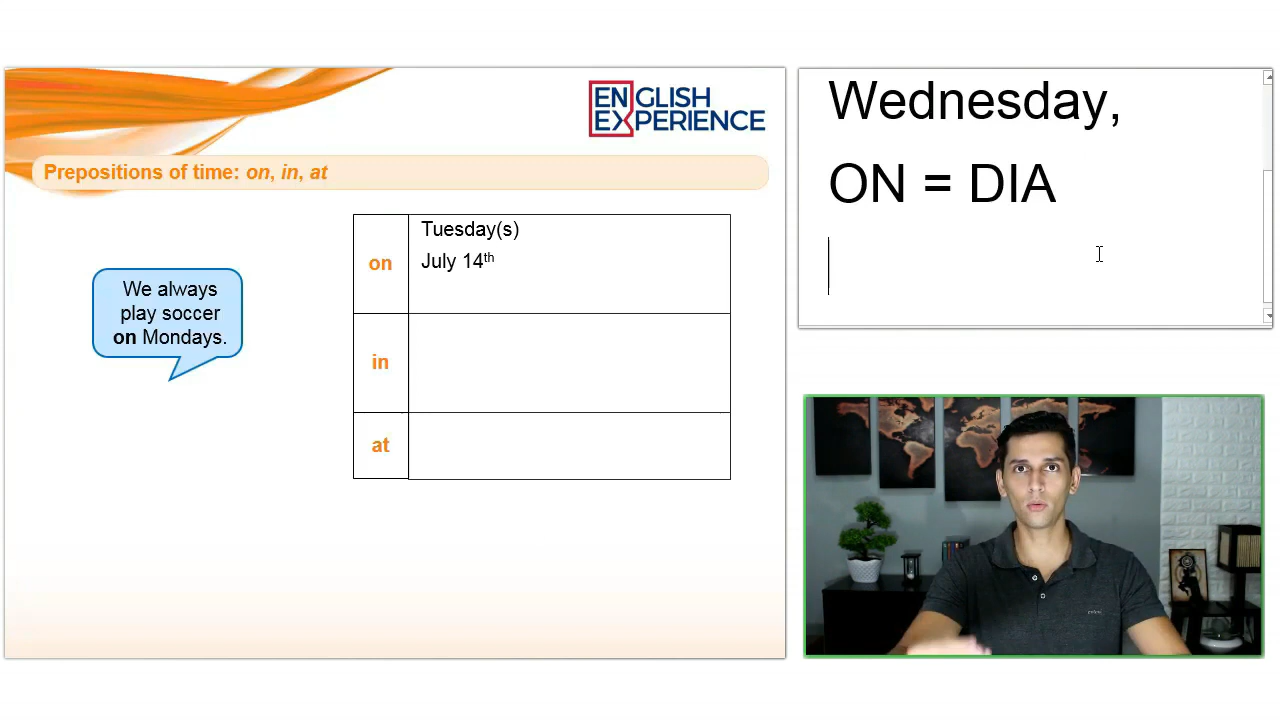 ENGLISH
EXPERIENCE
Prepositions of time: on, in, at
We always
play soccer
on Mondays.
on
Tuesday(s)
July 14th
in
at
Wednesday,
ON = DIA